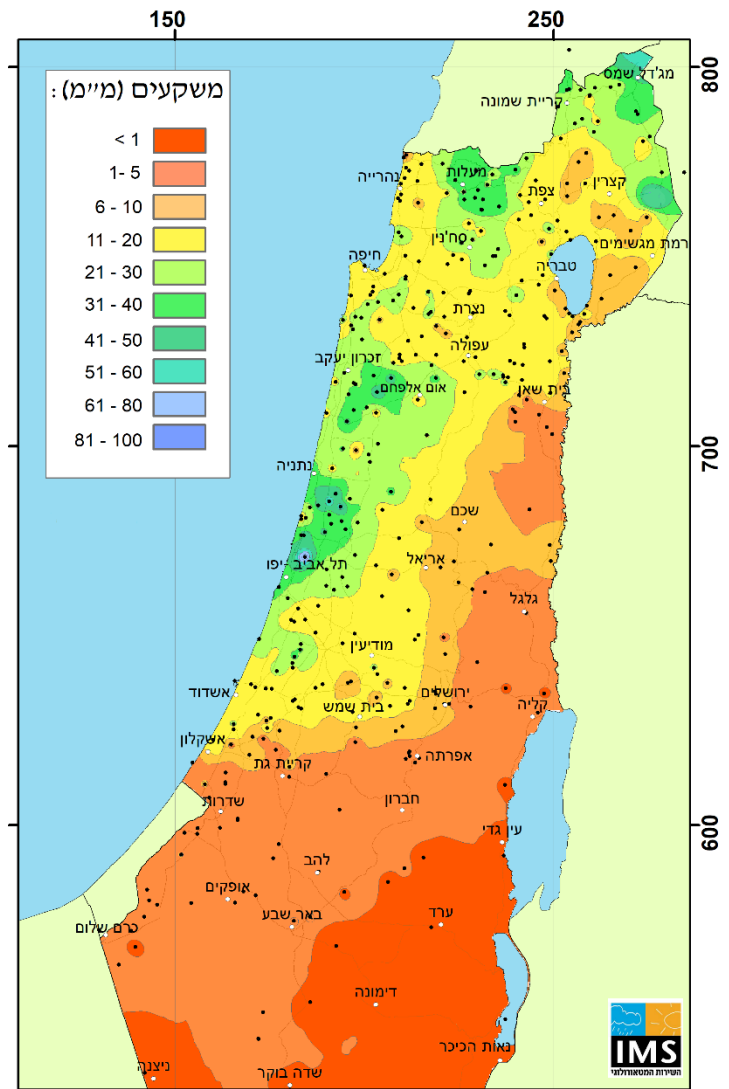 150
250
800
700
600
משקעים (מ"מ) :
< 1
1- 5
6 - 10
11 - 20
21 - 30
31 - 40
41 - 50
51 - 60
61 - 80
81 - 100
מג'דל שמס
קריית שמונה
נהרייה
מעלות
צפת
קצרין
סח'נין
רמת מגשימים
חיפה
טבריה
נצרת
עפולה
זכרון יעקב
אום אלפחם
בית שאן
נתניה
שכם
תל אביב -יפו
אריאל
גלגל
מודיעין
אשדוד
ירושלים
קליה
בית שמש
אשקלון
קריות גת
אפרתה
שדרות
חברון
עין גדי
להב
אופקים
באר שבע
ערד
כרם שלום
דימונה
נאות הכיכר
ניצנה
שדה בוקר
IMS
השירות המטאורולוגי